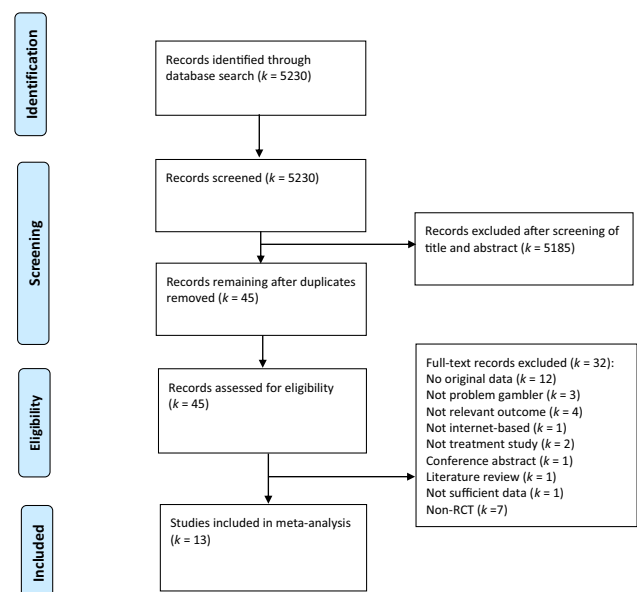 Identification
Records identified through
database search (k = 5230)
Screening
Records screened (k = 5230)
Records excluded after screening of
title and abstract (k = 5185)
Records remaining after duplicates
removed (k = 45)
Eligibility
Records assessed for eligibility
(k = 45)
Full-text records excluded (k = 32):
No original data (k = 12)
Not problem gambler (k = 3)
Not relevant outcome (k = 4)
Not internet-based (k = 1)
Not treatment study (k = 2)
Conference abstract (k = 1)
Literature review (k = 1)
Not sufficient data (k = 1)
Non-RCT (k =7)
Included
Studies included in meta-analysis
(k = 13)